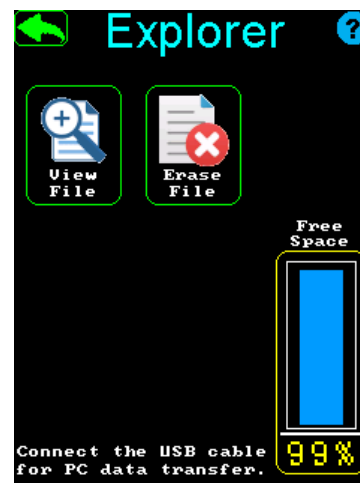 Explorer
?
View
File
Erase
File
Free
Space
99%
Connect the USB cable
for PC data transfer.